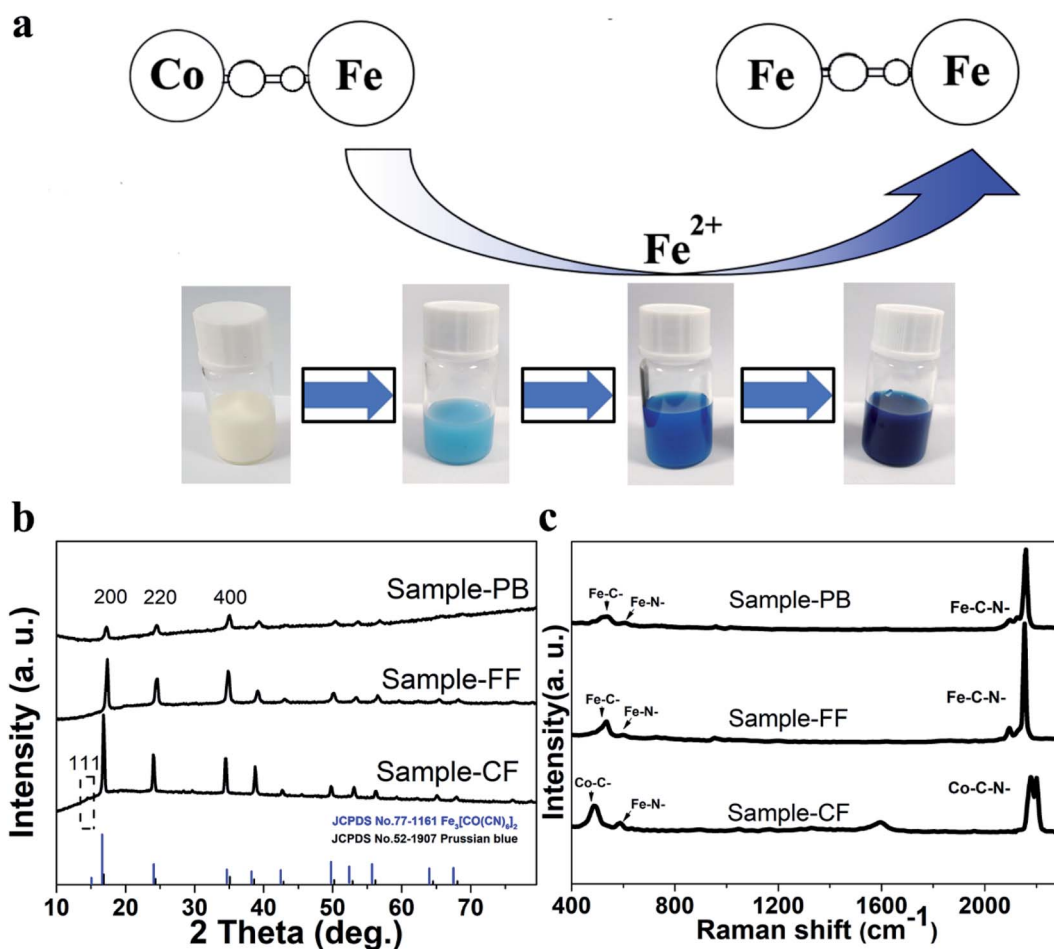 a
Co Fe Fe Fe
Fe2+
b
200 220 400
Sample-PB
Sample-FF
111
Sample-CF
JCPDS No.77-1161 Fe3[CO(CN)6]2
JCPDS No.52-1907 Prussian blue
Intensity (a. u.)
10 20 30 40 50 60 70
2 Theta (deg.)
c
Fe-C-
Fe-N-
Sample-PB
Fe-C-N-
Fe-C-
Fe-N-
Sample-FF
Fe-C-N-
Co-C-
Fe-N-
Sample-CF
Co-C-N-
Intensity(a. u.)
400 800 1200 1600 2000
Raman shift (cm-1)